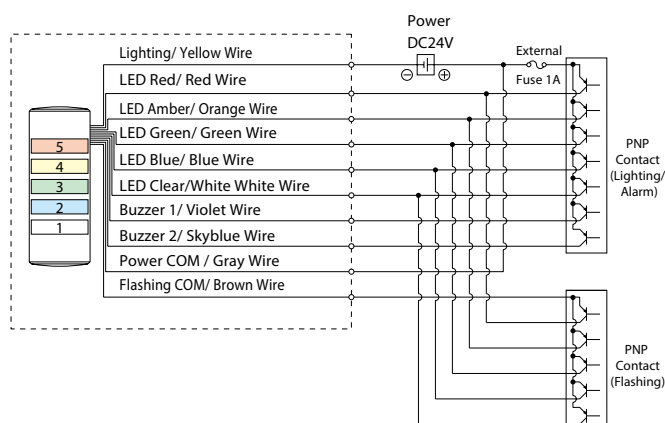 Power
DC24V
Lighting/ Yellow Wire
External
Fuse 1A
⊖ ⊕
LED Red/ Red Wire
LED Amber/ Orange Wire
LED Green/ Green Wire
LED Blue/ Blue Wire
LED Clear/White White Wire
Buzzer 1/ Violet Wire
Buzzer 2/ Skyblue Wire
Power COM / Gray Wire
Flashing COM/ Brown Wire
5
4
3
2
1
PNP
Contact
(Lighting/
Alarm)
PNP
Contact
(Flashing)